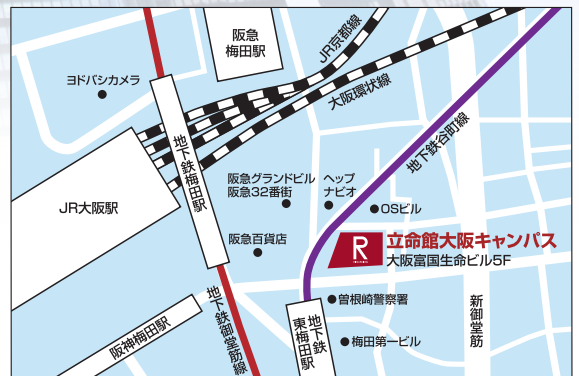 阪急
梅田駅
JR京都線
ヨドバシカメラ
大阪環状線
地下鉄谷町線
地下鉄梅田駅
阪急グランドビル
阪急32番街
ヘップ
ナビオ
JR大阪駅
OSビル
阪急百貨店
R
立命館大阪キャンパス
大阪富国生命ビル5F
地下鉄御堂筋線
曽根崎警察署
新御堂筋
阪神梅田駅
地下鉄
東梅田駅
梅田第一ビル